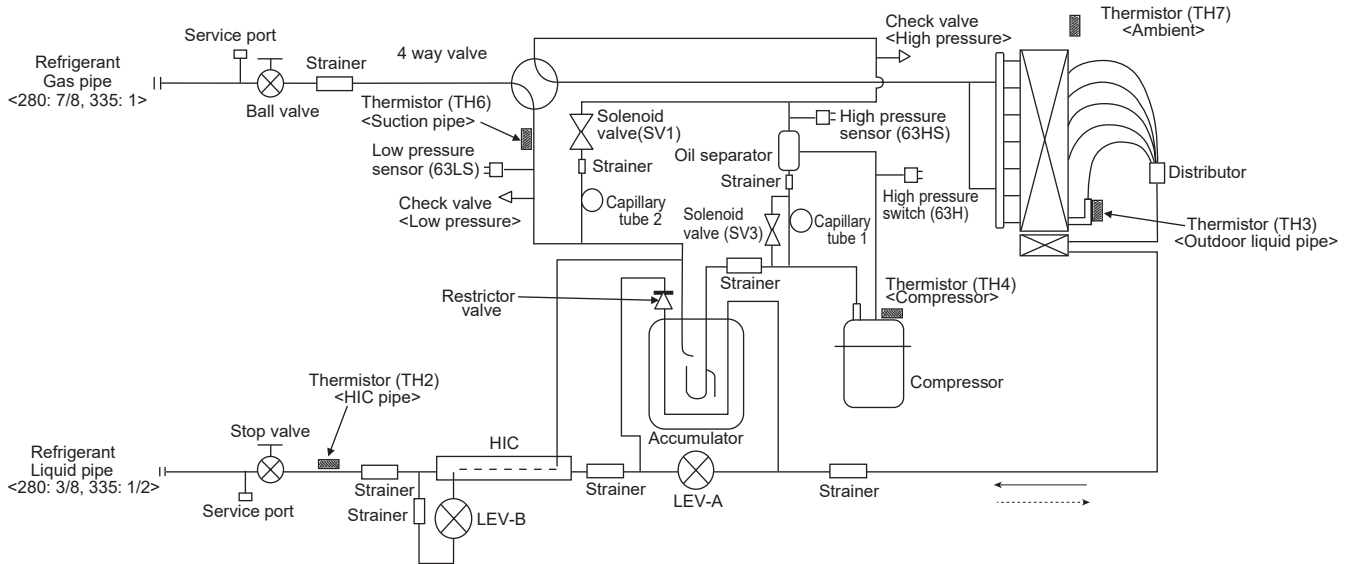 Service port
Refrigerant
Gas pipe
<280: 7/8, 335: 1>
Ball valve
Strainer
4 way valve
Thermistor (TH6)
<Suction pipe>
Low pressure
sensor (63LS)
Check valve
<Low pressure>
Solenoid
valve(SV1)
Strainer
Capillary
tube 2
Check valve
<High pressure>
High pressure
sensor (63HS)
Oil separator
Strainer
High pressure
switch (63H)
Solenoid
valve (SV3)
Capillary
tube 1
Strainer
Thermistor (TH7)
<Ambient>
Distributor
Thermistor (TH3)
<Outdoor liquid pipe>
Thermistor (TH4)
<Compressor>
Compressor
Restrictor
valve
Accumulator
Thermistor (TH2)
<HIC pipe>
Stop valve
Refrigerant
Liquid pipe
<280: 3/8, 335: 1/2>
Service port
Strainer
Strainer
HIC
LEV-B
Strainer
LEV-A
Strainer